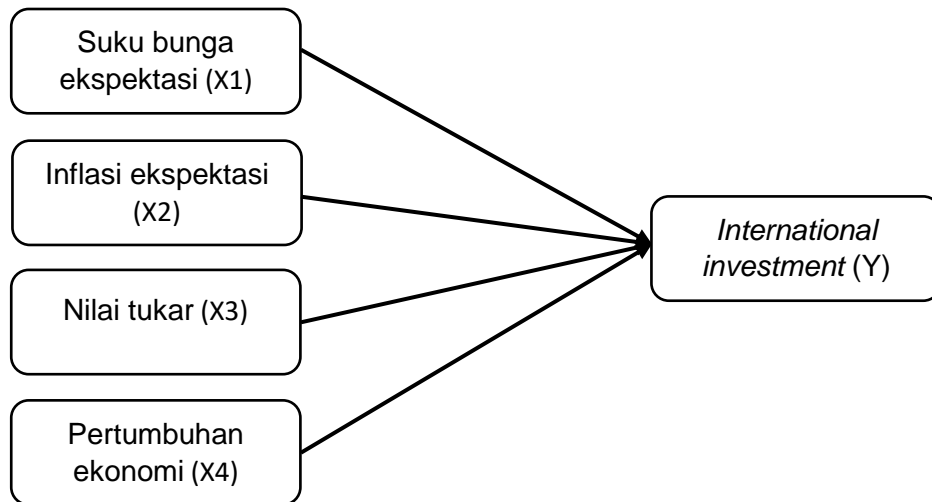 Suku bunga
ekspektasi (X1)
Inflasi ekspektasi
(X2)
Nilai tukar (X3)
Pertumbuhan
ekonomi (X4)
International
investment (Y)